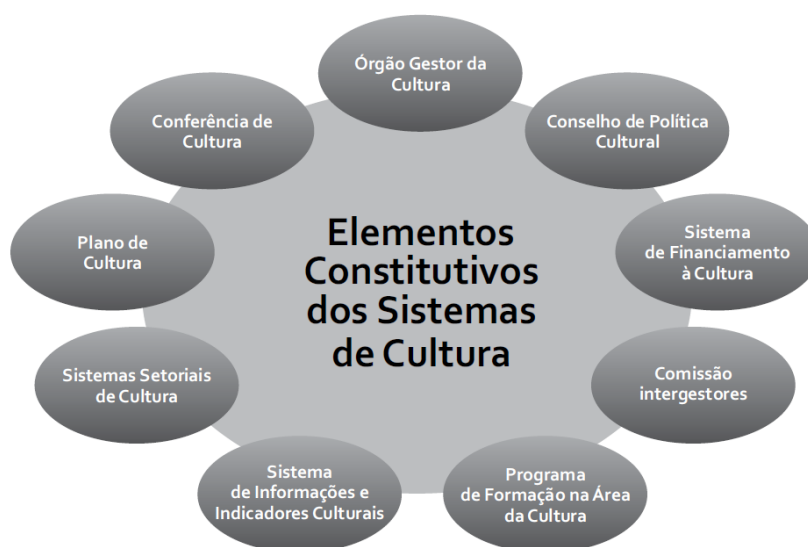 Órgão Gestor da
Cultura
Conferência de
Cultura
Conselho de Política
Cultural
Plano de
Cultura
Elementos
Constitutivos
dos Sistemas
de Cultura
Sistema
de Financiamento
à Cultura
Sistemas Setoriais
de Cultura
Comissão
intergestores
Sistema
de Informações e
Indicadores Culturais
Programa
de Formação na Área
da Cultura